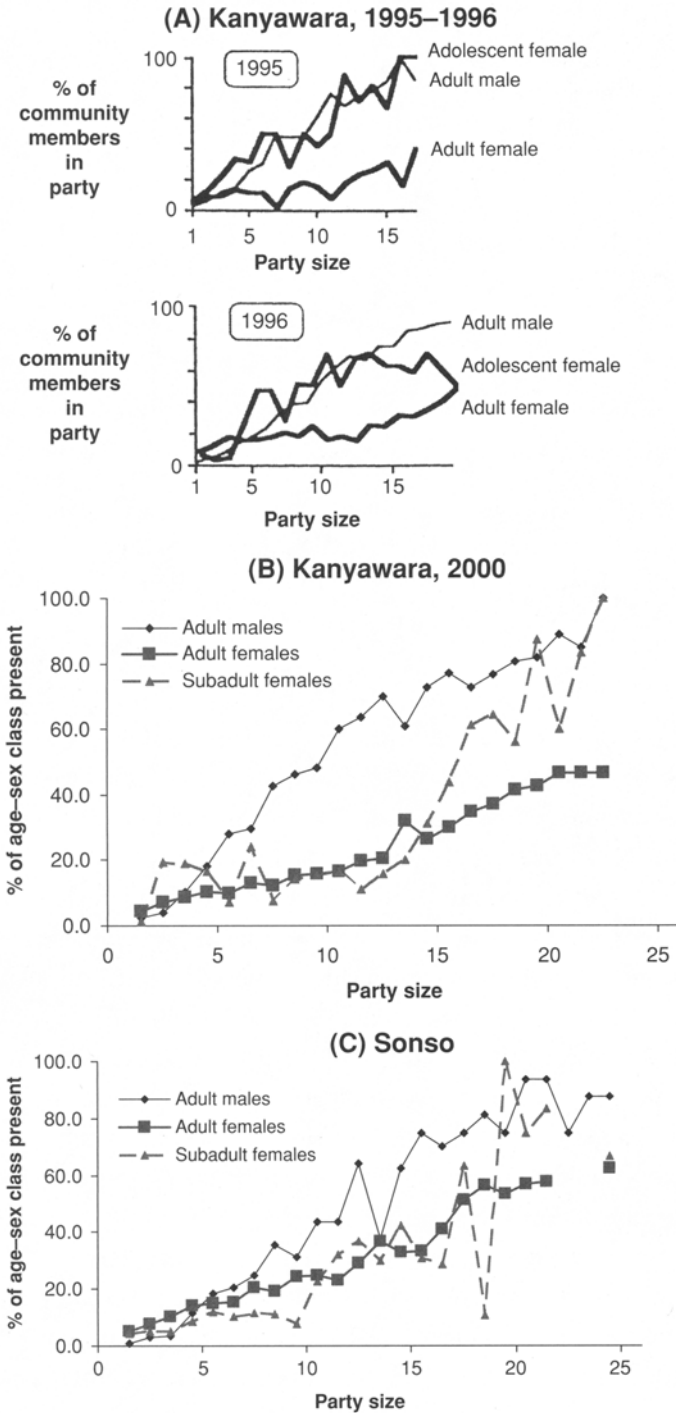 (A) Kanyawara, 1995–1996
% of
community
members
in
party
100
0
1995
Adolescent female
Adult male
Adult female
1 5 10 15
Party size
% of
community
members
in
party
100
0
1996
Adult male
Adolescent female
Adult female
1 5 10 15
Party size
(B) Kanyawara, 2000
% of age–sex class present
100.0
80.0
60.0
40.0
20.0
0.0
Adult males
Adult females
Subadult females
0 5 10 15 20 25
Party size
(C) Sonso
% of age–sex class present
100.0
80.0
60.0
40.0
20.0
0.0
Adult males
Adult females
Subadult females
0 5 10 15 20 25
Party size